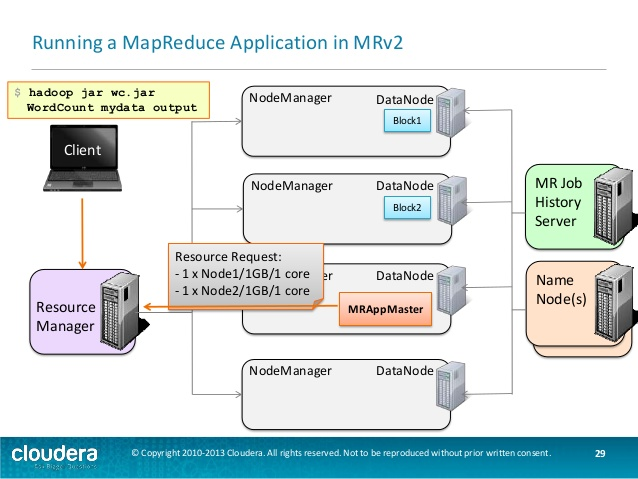 Running a MapReduce Application in MRv2
$ hadoop jar wc.jar
WordCount mydata output
Client
NodeManager DataNode
Block1
NodeManager DataNode
Block2
MR Job
History
Server
Resource Request:
- 1 x Node1/1GB/1 core
- 1 x Node2/1GB/1 core
DataNode
MRAppMaster
Name
Node(s)
Resource
Manager
NodeManager DataNode
cloudera
© Copyright 2010-2013 Cloudera. All rights reserved. Not to be reproduced without prior written consent.
29